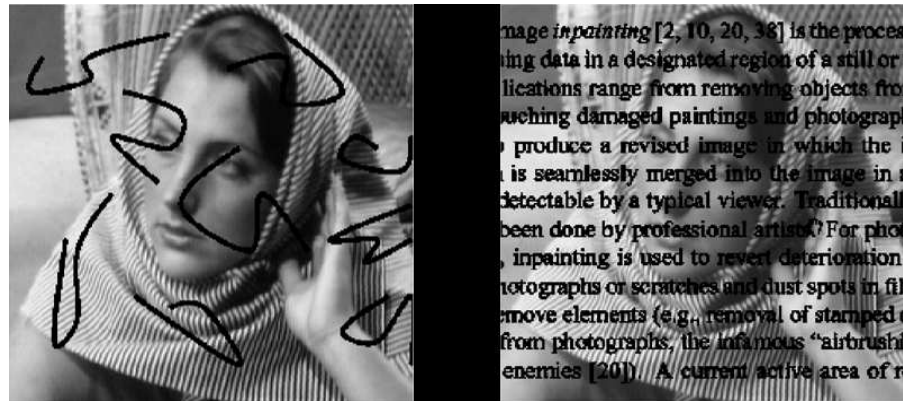 mage inpainting [2, 10, 20, 38] is the proces
ing data in a designated region of a still or
lications range from removing objects fro
ouching damaged paintings and photograph
produce a revised image in which the i
is seamlessly merged into the image in a
detectable by a typical viewer. Traditionall
been done by professional artists? For phot
, inpainting is used to revert deterioration
hotographs or scratches and dust spots in fil
emove elements (e.g., removal of stamped
from photographs, the infamous “airbrushi
enemies [20]). A current active area of r